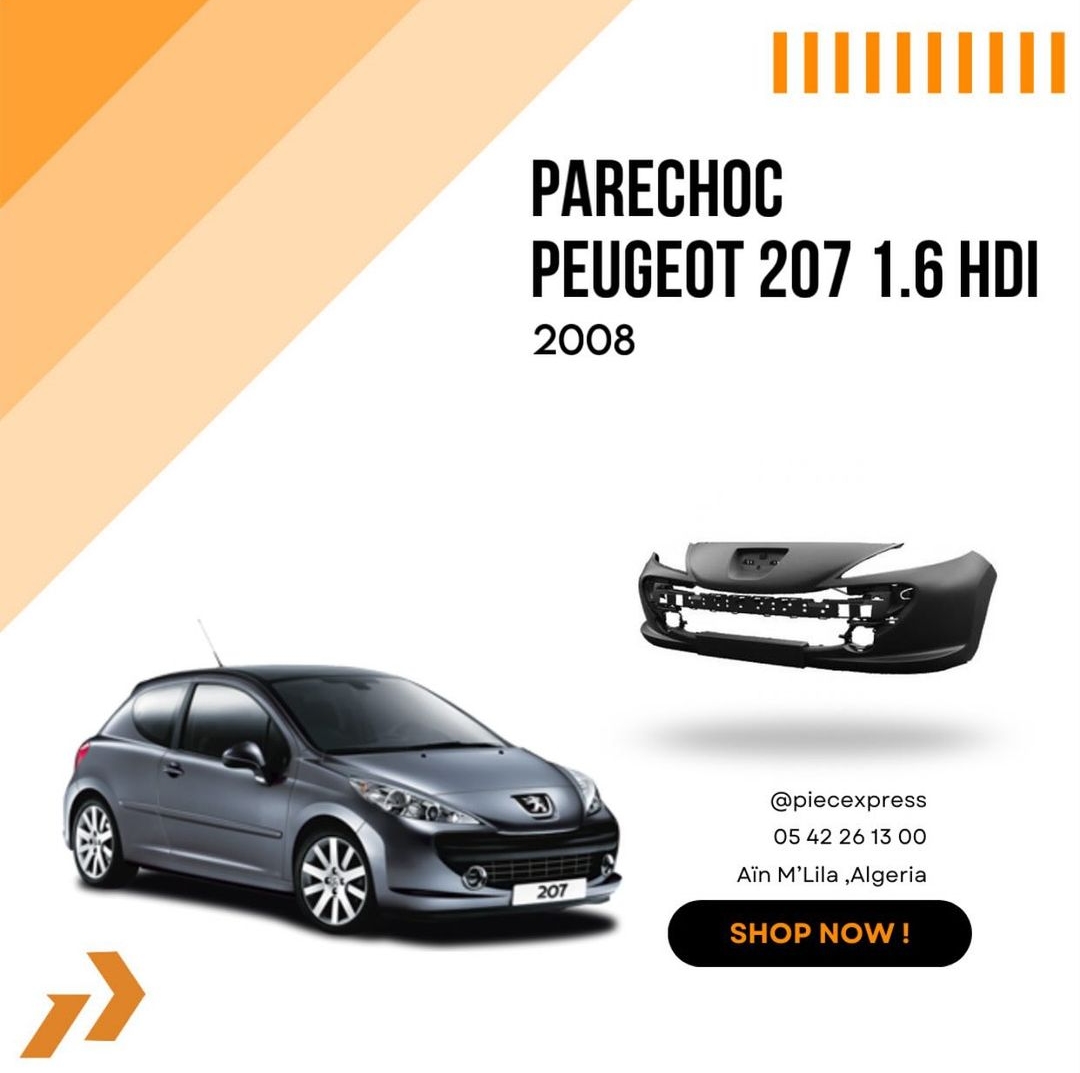 PARECHOC
PEUGEOT 207 1.6 HDI
2008
207
@piecexpress
05 42 26 13 00
Aïn M’Lila ,Algeria
SHOP NOW !